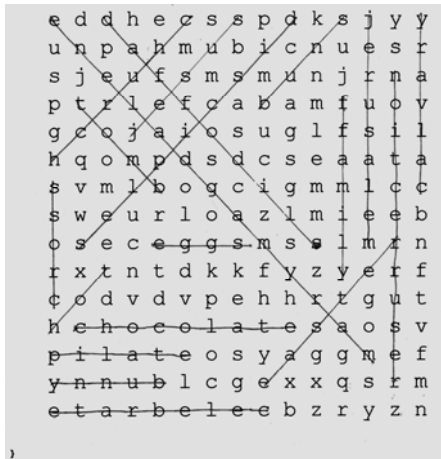 e d d h e c s s p d k s j y y
u n p a h m u b i c n u e s r
s j e u f s m s m u n j r n a
p t r l e f c a b a m f u o v
g c o j a i o s u g l f s i l
h q o m p d s d c s e a a t a
s v m l b o g c i g m m l c c
s w e u r l o a z l m i e e b
o s e c e g g s m s s l m r n
r x t n t d k k f y z y e r f
c o d v d v p e h h r t g u t
h c h o c o l a t e s a o s v
p i l a t e o s y a g g m e f
y n n u b l c g e x x q s r m
e t a r b e l e c b z r y z n